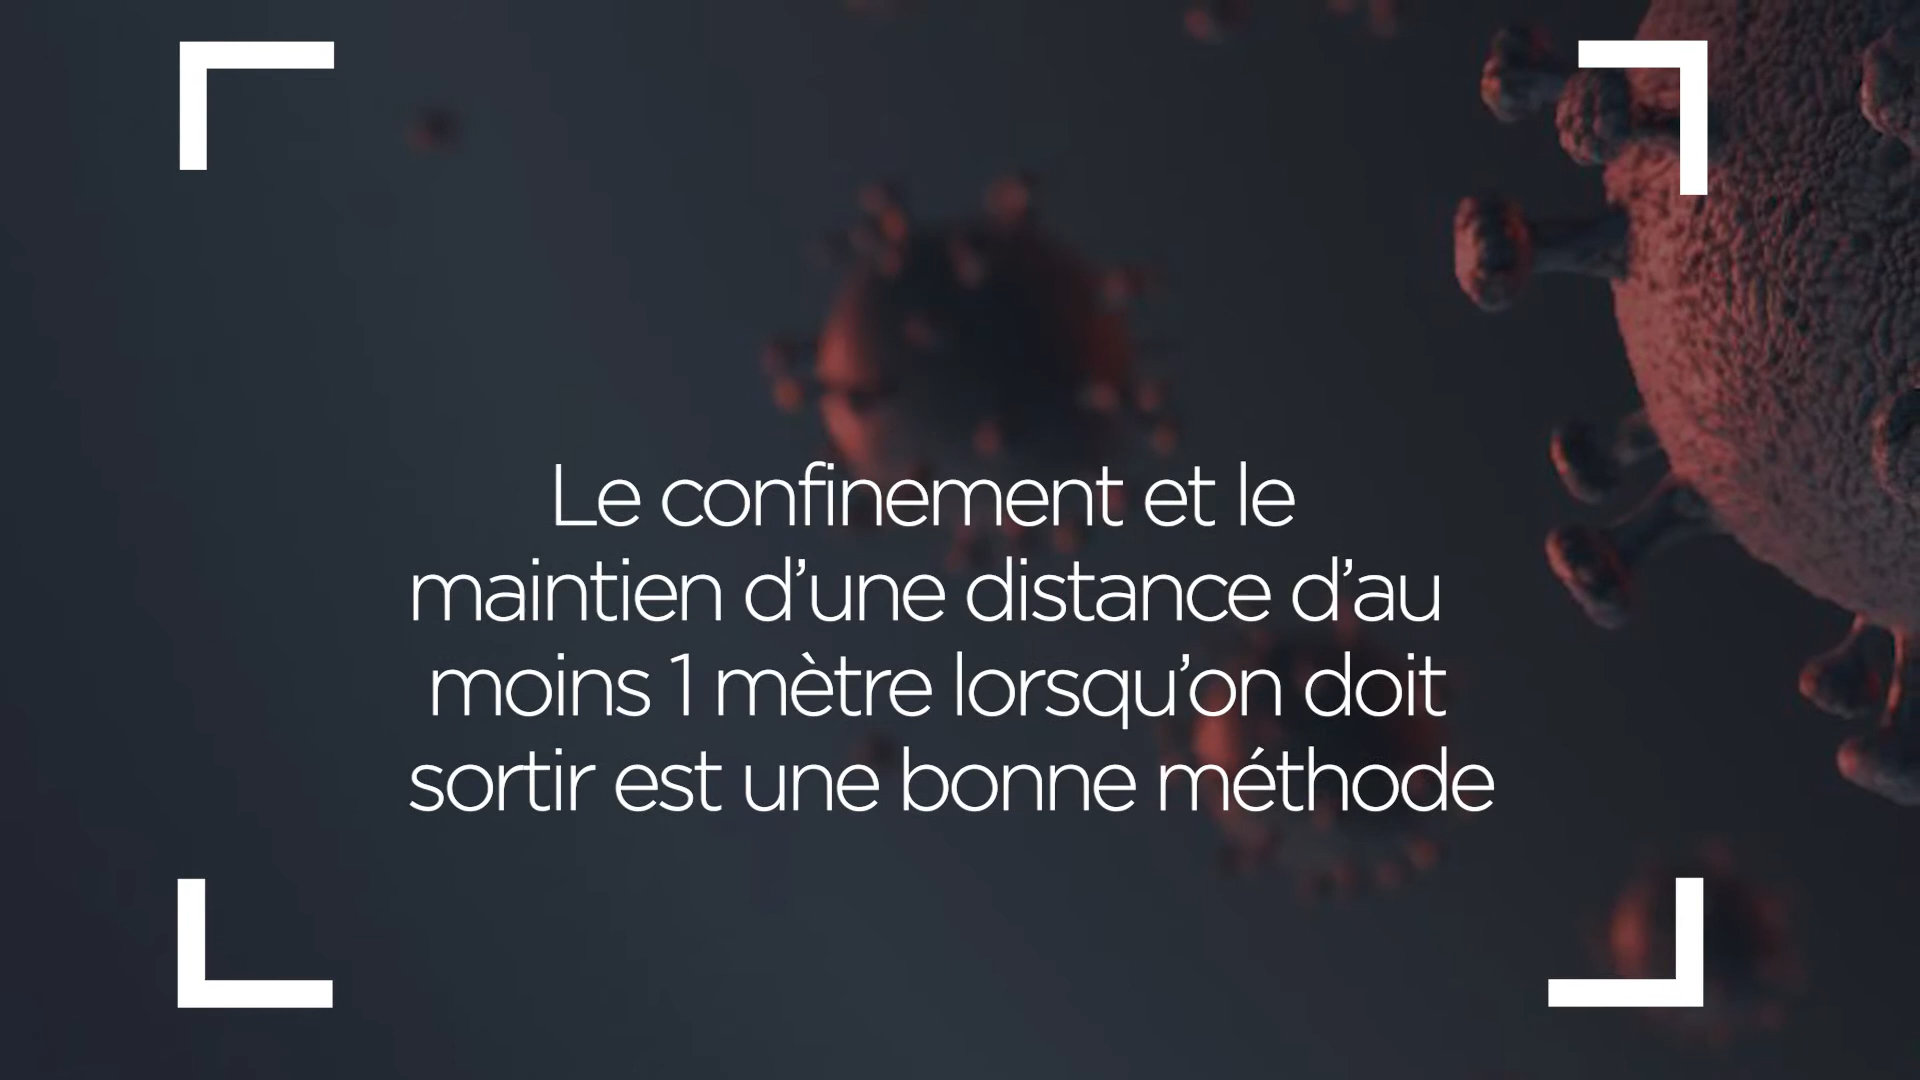 Le confinement et le
maintien d’une distance d’au
moins 1 mètre lorsqu’on doit
sortir est une bonne méthode